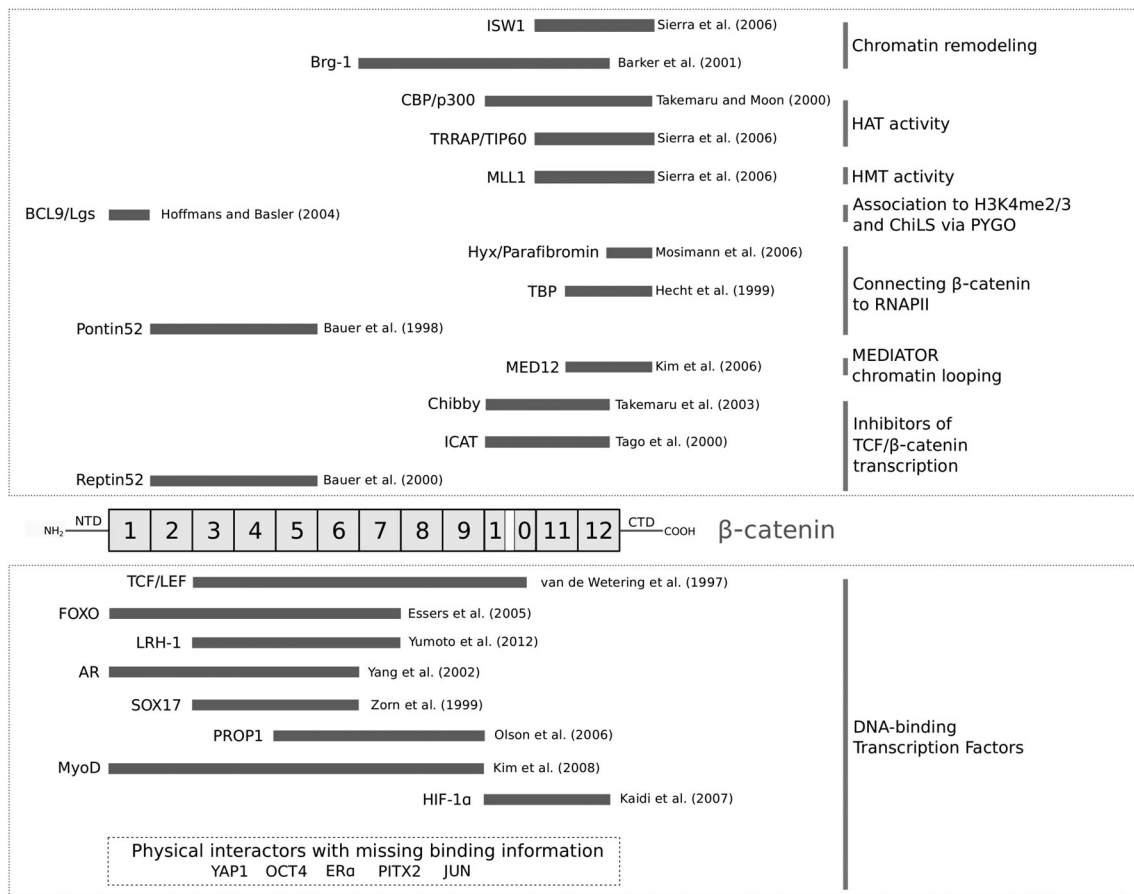 ISW1 Sierra et al. (2006)
Chromatin remodeling
Brg-1 Barker et al. (2001)
CBP/p300 Takemaru and Moon (2000)
HAT activity
TRRAP/TIP60 Sierra et al. (2006)
MLL1 Sierra et al. (2006) HMT activity
BCL9/Lgs Hoffmans and Basler (2004)
Association to H3K4me2/3
and ChiLS via PYGO
Hyx/Parafibromin Mosimann et al. (2006)
TBP Hecht et al. (1999)
Connecting β-catenin
to RNAPII
Pontin52 Bauer et al. (1998)
MED12 Kim et al. (2006)
MEDIATOR
chromatin looping
Chibby Takemaru et al. (2003)
ICAT Tago et al. (2000)
Inhibitors of
TCF/β-catenin
transcription
Reptin52 Bauer et al. (2000)
NH₂ NTD 1 2 3 4 5 6 7 8 9 1 0 11 12 CTD COOH β-catenin
TCF/LEF van de Wetering et al. (1997)
FOXO Essers et al. (2005)
LRH-1 Yumoto et al. (2012)
AR Yang et al. (2002)
SOX17 Zorn et al. (1999)
PROP1 Olson et al. (2006)
DNA-binding
Transcription Factors
MyoD Kim et al. (2008)
HIF-1α Kaidi et al. (2007)
Physical interactors with missing binding information
YAP1 OCT4 ERα PITX2 JUN